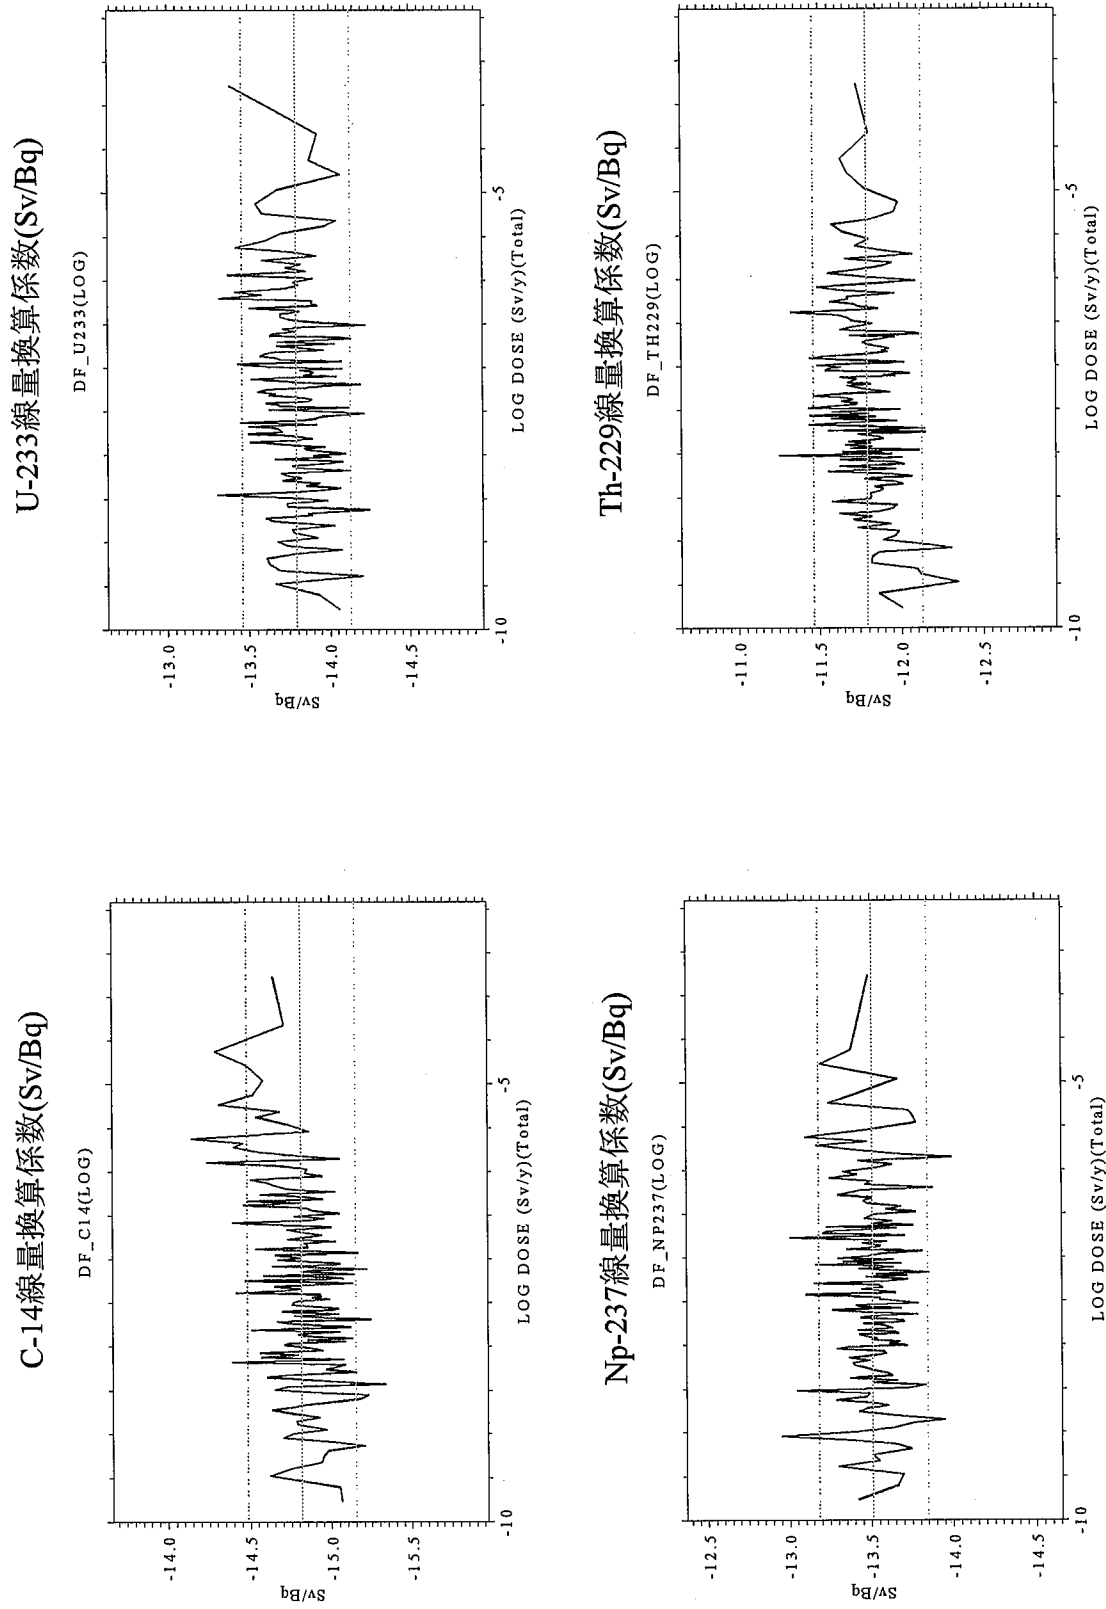 C-14線量換算係数(Sv/Bq)
DF_C14(LOG)
Sv/Bq
-14.0
-14.5
-15.0
-15.5
-10
-5
LOG DOSE (Sv/y)(Total)
U-233線量換算係数(Sv/Bq)
DF_U233(LOG)
Sv/Bq
-13.0
-13.5
-14.0
-14.5
-10
-5
LOG DOSE (Sv/y)(Total)
Np-237線量換算係数(Sv/Bq)
DF_NP237(LOG)
Sv/Bq
-12.5
-13.0
-13.5
-14.0
-14.5
-10
-5
LOG DOSE (Sv/y)(Total)
Th-229線量換算係数(Sv/Bq)
DF_TH229(LOG)
Sv/Bq
-11.0
-11.5
-12.0
-12.5
-10
-5
LOG DOSE (Sv/y)(Total)